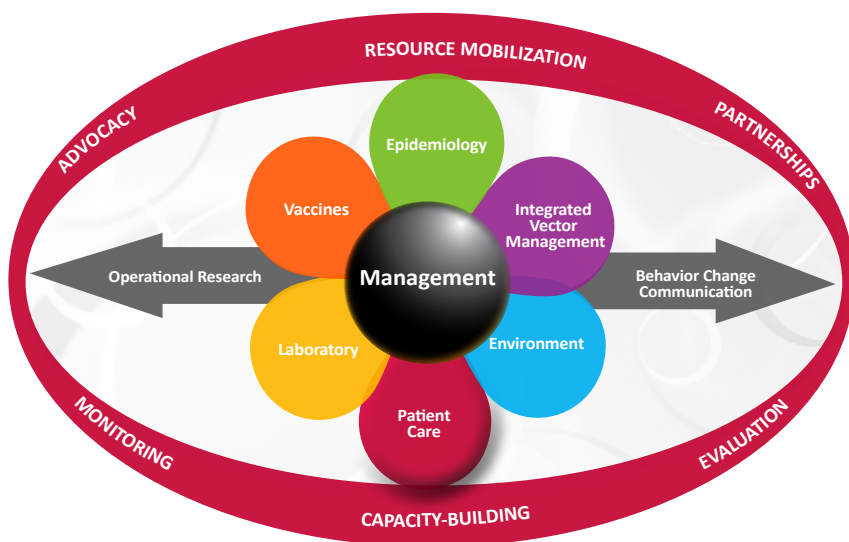 RESOURCE MOBILIZATION
ADVOCACY
PARTNERSHIPS
Epidemiology
Vaccines
Integrated
Vector
Management
Operational Research
Management
Behavior Change
Communication
Laboratory
Environment
Patient
Care
MONITORING
EVALUATION
CAPACITY-BUILDING